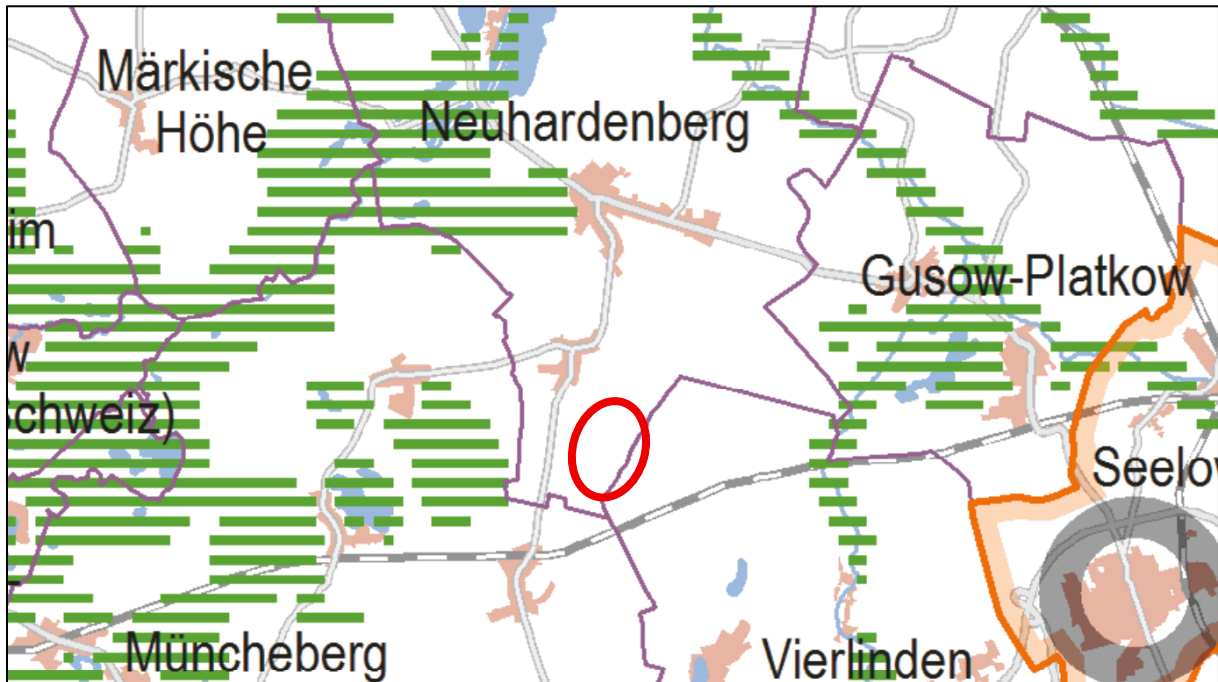 Märkische
Höhe
Neuhardenberg
im
Gusow-Platkow
w
Schweiz)
Seelow
Müncheberg
Vierlinden